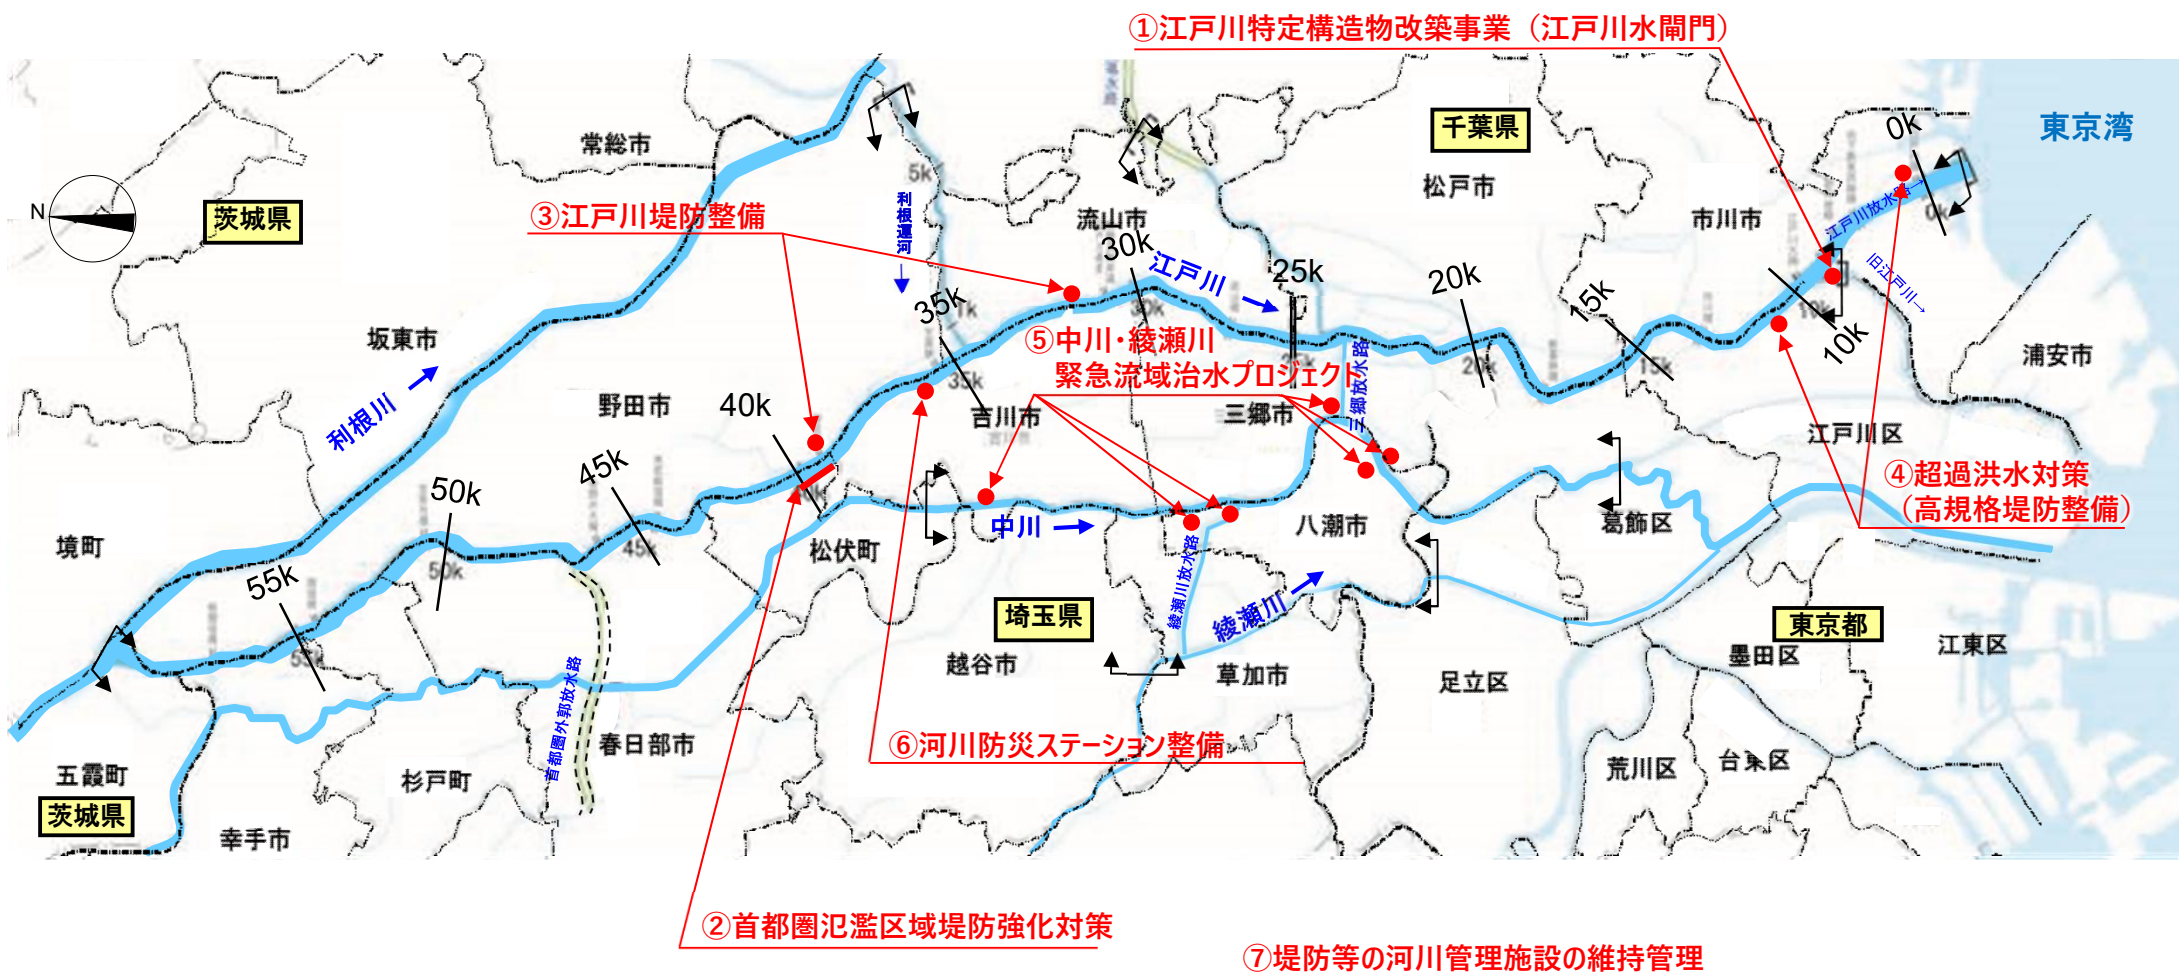 ①江戸川特定構造物改築事業（江戸川水閘門）
東京湾
0k
千葉県
常総市
松戸市
5k
N
茨城県
③江戸川堤防整備
利根運河
流山市
市川市
江戸川放水路→
0k
30k
江戸川
25k
20k
15k
旧江戸川→
35k
1k
30k
10k
10k
坂東市
⑤中川・綾瀬川
緊急流域治水プロジェクト
25k
20k
15k
浦安市
利根川
35k
野田市
40k
吉川市
三郷市
三郷放水路
江戸川区
④超過洪水対策
（高規格堤防整備）
45k
50k
40k
中川
八潮市
葛飾区
境町
松伏町
45k
50k
55k
綾瀬川放水路
綾瀬川
埼玉県
東京都
55k
越谷市
草加市
足立区
墨田区
江東区
首都圏外郭放水路
春日部市
⑥河川防災ステーション整備
荒川区
台東区
五霞町
杉戸町
茨城県
幸手市
②首都圏氾濫区域堤防強化対策
⑦堤防等の河川管理施設の維持管理